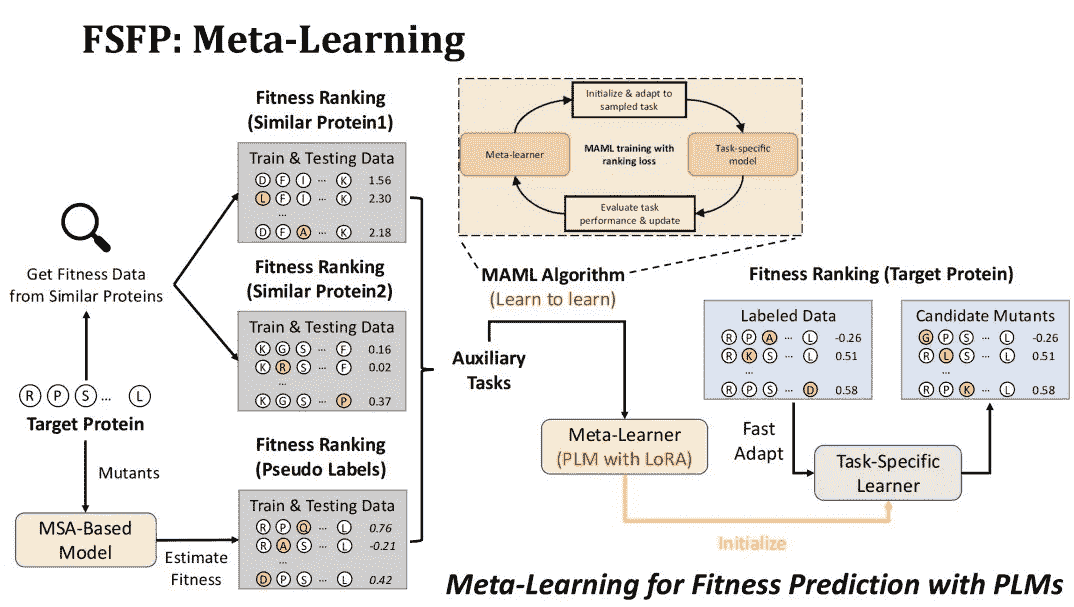 FSFP: Meta-Learning
Fitness Ranking
(Similar Protein1)
Train & Testing Data
D F I ... K 1.56
L F I ... K 2.30
...
D F A ... K 2.18
Get Fitness Data
from Similar Proteins
Fitness Ranking
(Similar Protein2)
Train & Testing Data
K G S ... F 0.16
K R S ... F 0.02
...
K G S ... P 0.37
R P S ... L
Target Protein
Mutants
MSA-Based
Model
Estimate
Fitness
Fitness Ranking
(Pseudo Labels)
Train & Testing Data
R P Q ... L 0.76
R A S ... L -0.21
...
D P S ... L 0.42
Auxiliary
Tasks
Initialize & adapt to
sampled task
Meta-learner
MAML training with
ranking loss
Task-specific
model
Evaluate task
performance & update
MAML Algorithm
(Learn to learn)
Meta-Learner
(PLM with LoRA)
Initialize
Fitness Ranking (Target Protein)
Labeled Data
R P A ... L -0.26
R K S ... L 0.51
...
R P S ... D 0.58
Candidate Mutants
G P S ... L -0.26
R L S ... L 0.51
...
R P K ... L 0.58
Fast
Adapt
Task-Specific
Learner
Meta-Learning for Fitness Prediction with PLMs